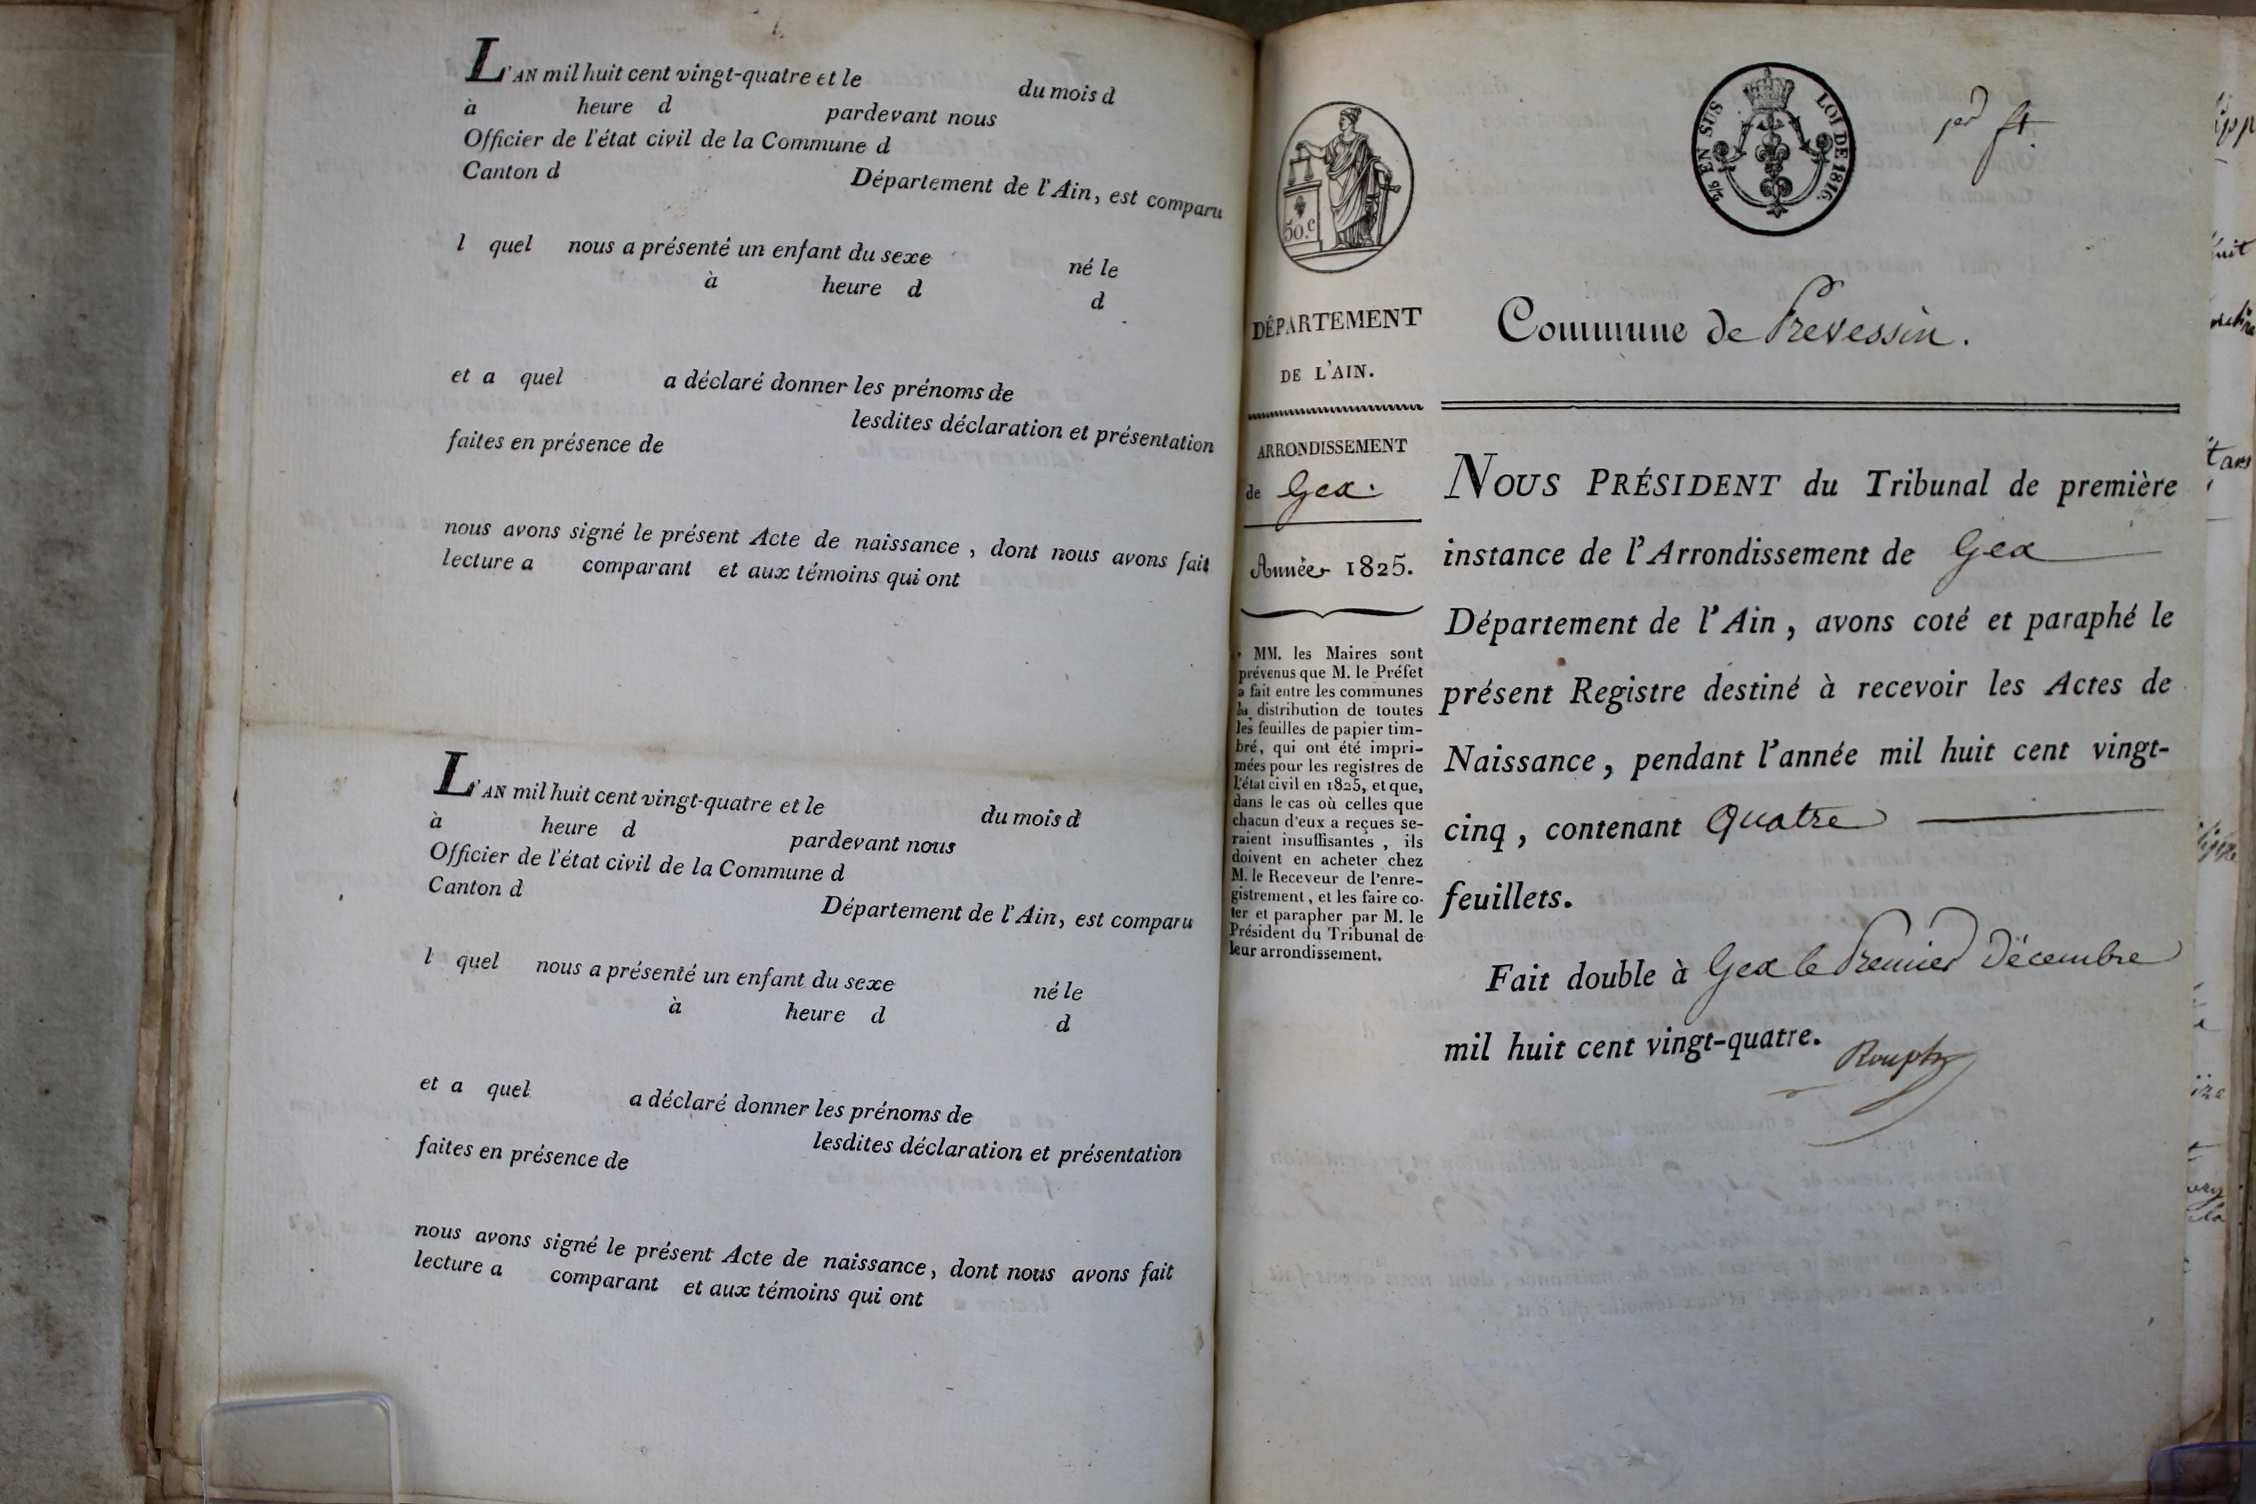 L'AN mil huit cent vingt-quatre et le du mois d
à heure d pardevant nous
Officier de l'état civil de la Commune d
Canton d Département de l'Ain, est comparu
l quel nous a présenté un enfant du sexe né le
à heure d d
et a quel a déclaré donner les prénoms de
lesdites déclaration et présentation
faites en présence de
nous avons signé le présent Acte de naissance, dont nous avons fait
lecture a comparant et aux témoins qui ont
L'AN mil huit cent vingt-quatre et le du mois d
à heure d pardevant nous
Officier de l'état civil de la Commune d
Canton d Département de l'Ain, est comparu
l quel nous a présenté un enfant du sexe né le
à heure d d
et a quel a déclaré donner les prénoms de
lesdites déclaration et présentation
faites en présence de
nous avons signé le présent Acte de naissance, dont nous avons fait
lecture a comparant et aux témoins qui ont
50.c
DÉPARTEMENT
DE L'AIN.
ARRONDISSEMENT
de Gex.
Année 1825.
MM. les Maires sont
prévenus que M. le Préfet
a fait entre les communes
la distribution de toutes
les feuilles de papier tim-
bré, qui ont été impri-
mées pour les registres de
l'état civil en 1825, et que,
dans le cas où celles que
chacun d'eux a reçues se-
raient insuffisantes, ils
doivent en acheter chez
M. le Receveur de l'enre-
gistrement, et les faire co-
ter et parapher par M. le
Président du Tribunal de
leur arrondissement.
EN SUS LOI DE 1816.
Commune de Prevessin.
NOUS PRÉSIDENT du Tribunal de première
instance de l'Arrondissement de Gex
Département de l'Ain, avons coté et paraphé le
présent Registre destiné à recevoir les Actes de
Naissance, pendant l'année mil huit cent vingt-
cinq, contenant Quatre
feuillets.
Fait double à Gex le Premier Décembre
mil huit cent vingt-quatre.